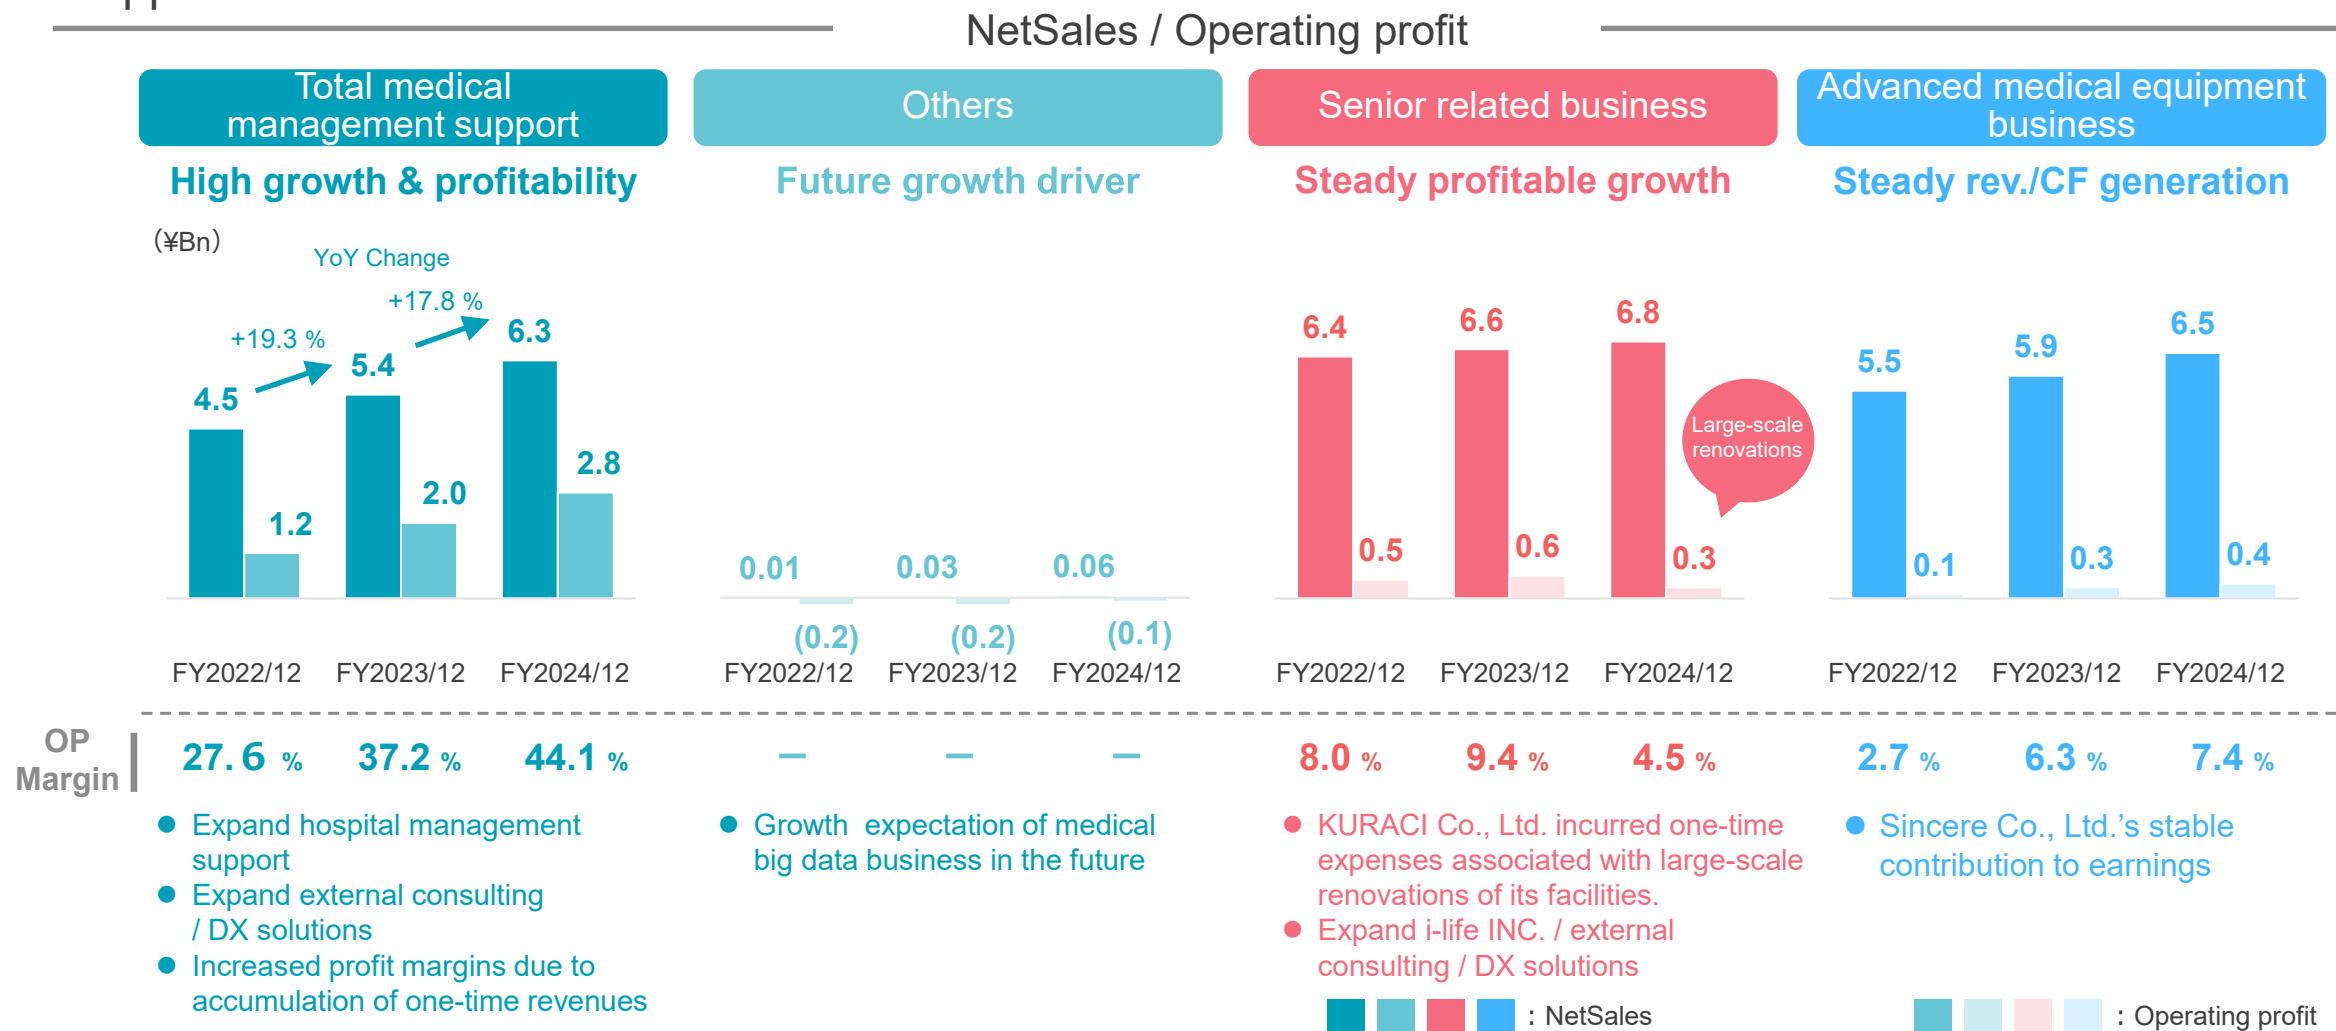 NetSales / Operating profit
Total medical
management support
High growth & profitability
(¥Bn)
YoY Change
+19.3 %
+17.8 %
4.5
1.2
5.4
2.0
6.3
2.8
FY2022/12
FY2023/12
FY2024/12
Others
Future growth driver
0.01
(0.2)
0.03
(0.2)
0.06
(0.1)
FY2022/12
FY2023/12
FY2024/12
Senior related business
Steady profitable growth
6.4
0.5
6.6
0.6
6.8
0.3
Large-scale
renovations
FY2022/12
FY2023/12
FY2024/12
Advanced medical equipment
business
Steady rev./CF generation
5.5
0.1
5.9
0.3
6.5
0.4
FY2022/12
FY2023/12
FY2024/12
OP
Margin
27.6 %
37.2 %
44.1 %
–
–
–
8.0 %
9.4 %
4.5 %
2.7 %
6.3 %
7.4 %
● Expand hospital management
support
● Expand external consulting
/ DX solutions
● Increased profit margins due to
accumulation of one-time revenues
● Growth expectation of medical
big data business in the future
● KURACI Co., Ltd. incurred one-time
expenses associated with large-scale
renovations of its facilities.
● Expand i-life INC. / external
consulting / DX solutions
● Sincere Co., Ltd.’s stable
contribution to earnings
: NetSales
: Operating profit